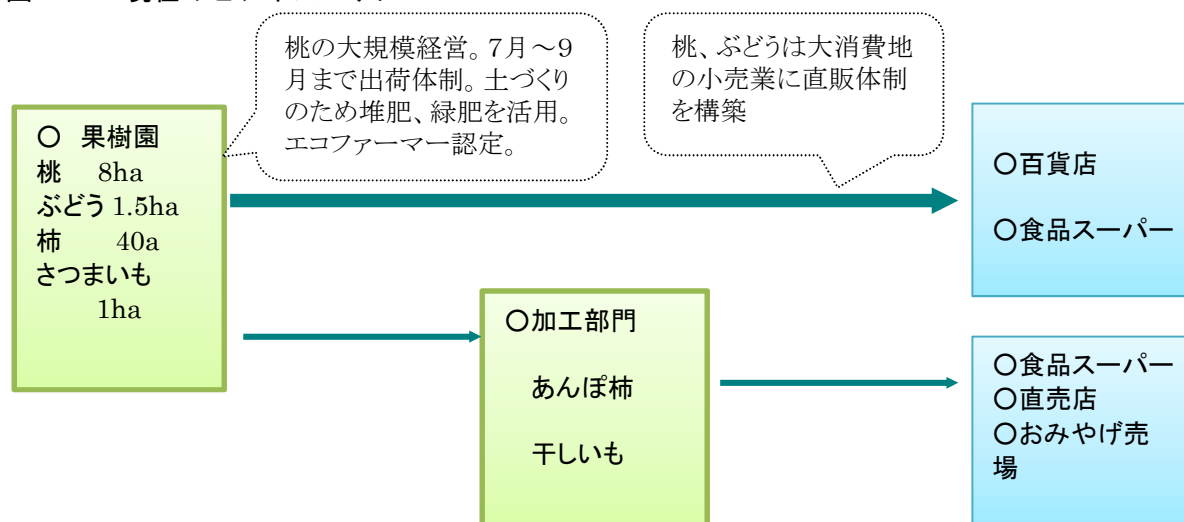 桃の大規模経営。7月~9
月まで出荷体制。土づくり
のため堆肥、緑肥を活用。
エコファーマー認定。
桃、ぶどうは大消費地
の小売業に直販体制
を構築
○ 果樹園
桃 8ha
ぶどう 1.5ha
柿 40a
さつまいも
1ha
○百貨店
○食品スーパー
○加工部門
あんぽ柿
干しいも
○食品スーパー
○直売店
○おみやげ売
場